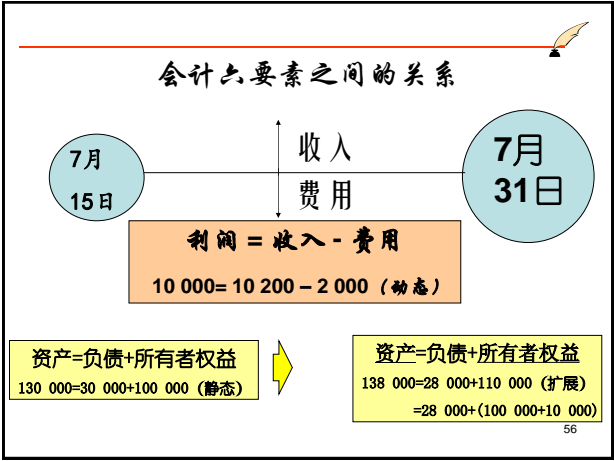 会计六要素之间的关系
7月
15日
收入
费用
7月
31日
利润 = 收入 - 费用
10 000= 10 200 – 2 000（动态）
资产=负债+所有者权益
130 000=30 000+100 000（静态）
资产=负债+所有者权益
138 000=28 000+110 000（扩展）
=28 000+(100 000+10 000)
56